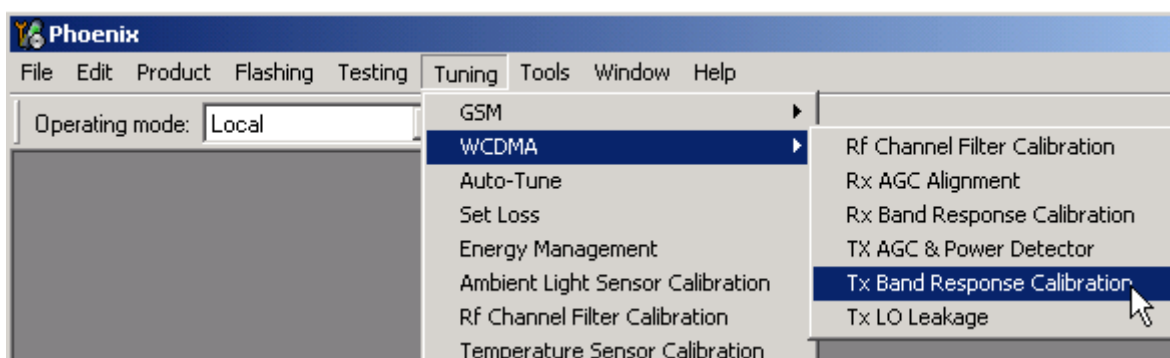 Phoenix
File Edit Product Flashing Testing Tuning Tools Window Help
Operating mode: Local
GSM
WCDMA
Auto-Tune
Set Loss
Energy Management
Ambient Light Sensor Calibration
Rf Channel Filter Calibration
Temperature Sensor Calibration
Rf Channel Filter Calibration
Rx AGC Alignment
Rx Band Response Calibration
TX AGC & Power Detector
Tx Band Response Calibration
Tx LO Leakage